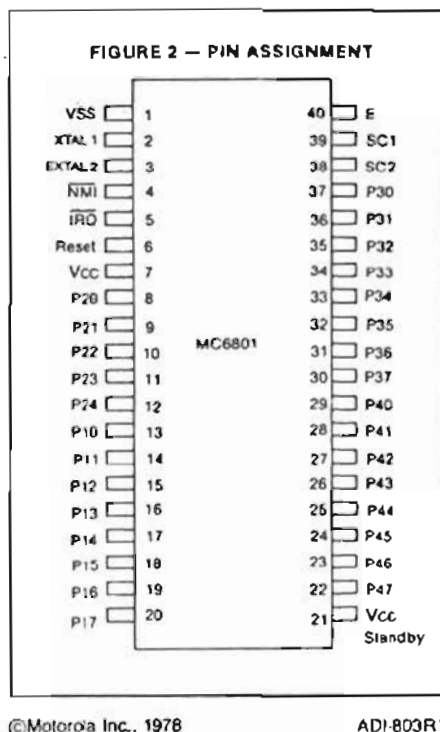 FIGURE 2 — PIN ASSIGNMENT
VSS 1 40 E
XTAL 1 2 39 SC1
EXTAL 2 3 38 SC2
NMI 4 37 P30
IRQ 5 36 P31
Reset 6 35 P32
VCC 7 34 P33
P20 8 33 P34
P21 9 32 P35
P22 10 MC6801 31 P36
P23 11 30 P37
P24 12 29 P40
P10 13 28 P41
P11 14 27 P42
P12 15 26 P43
P13 16 25 P44
P14 17 24 P45
P15 18 23 P46
P16 19 22 P47
P17 20 21 VCC
Standby
©Motorola Inc., 1978 ADI-803R1